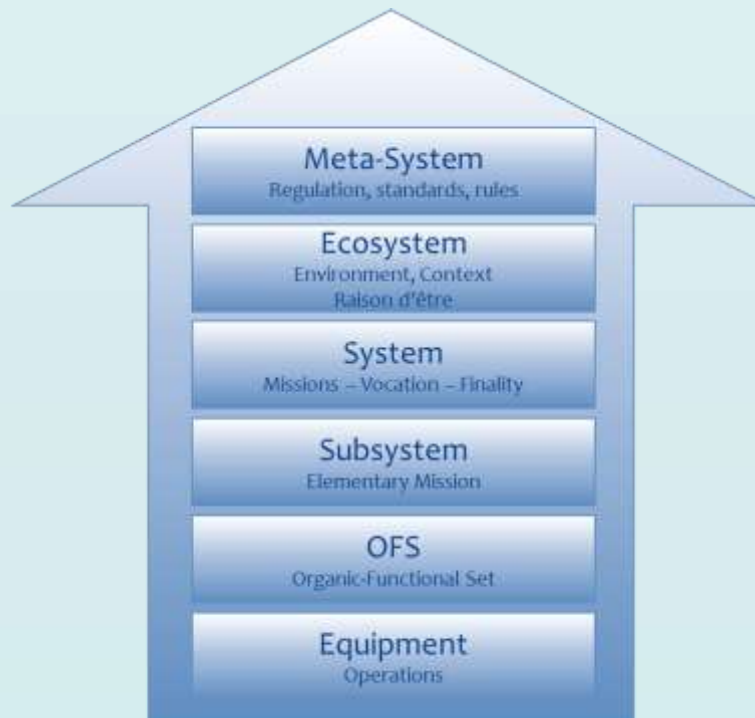 Meta-System
Regulation, standards, rules
Ecosystem
Environment, Context
Raison d'être
System
Missions – Vocation – Finality
Subsystem
Elementary Mission
OFS
Organic-Functional Set
Equipment
Operations